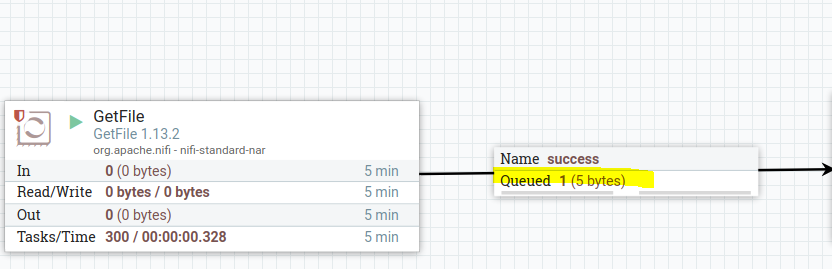 GetFile
GetFile 1.13.2
org.apache.nifi - nifi-standard-nar
In 0 (0 bytes) 5 min
Read/Write 0 bytes / 0 bytes 5 min
Out 0 (0 bytes) 5 min
Tasks/Time 300 / 00:00:00.328 5 min
Name success
Queued 1 (5 bytes)